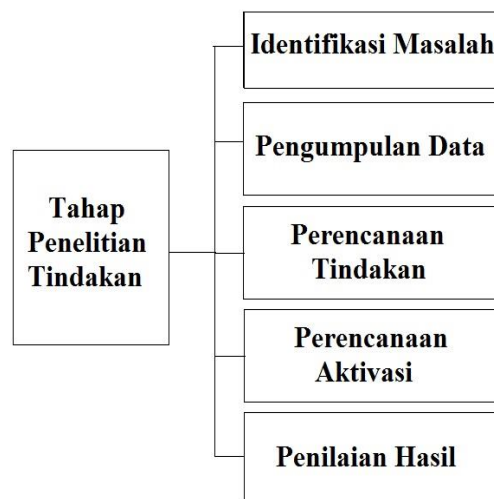 Tahap
Penelitian
Tindakan
Identifikasi Masalah
Pengumpulan Data
Perencanaan
Tindakan
Perencanaan
Aktivasi
Penilaian Hasil